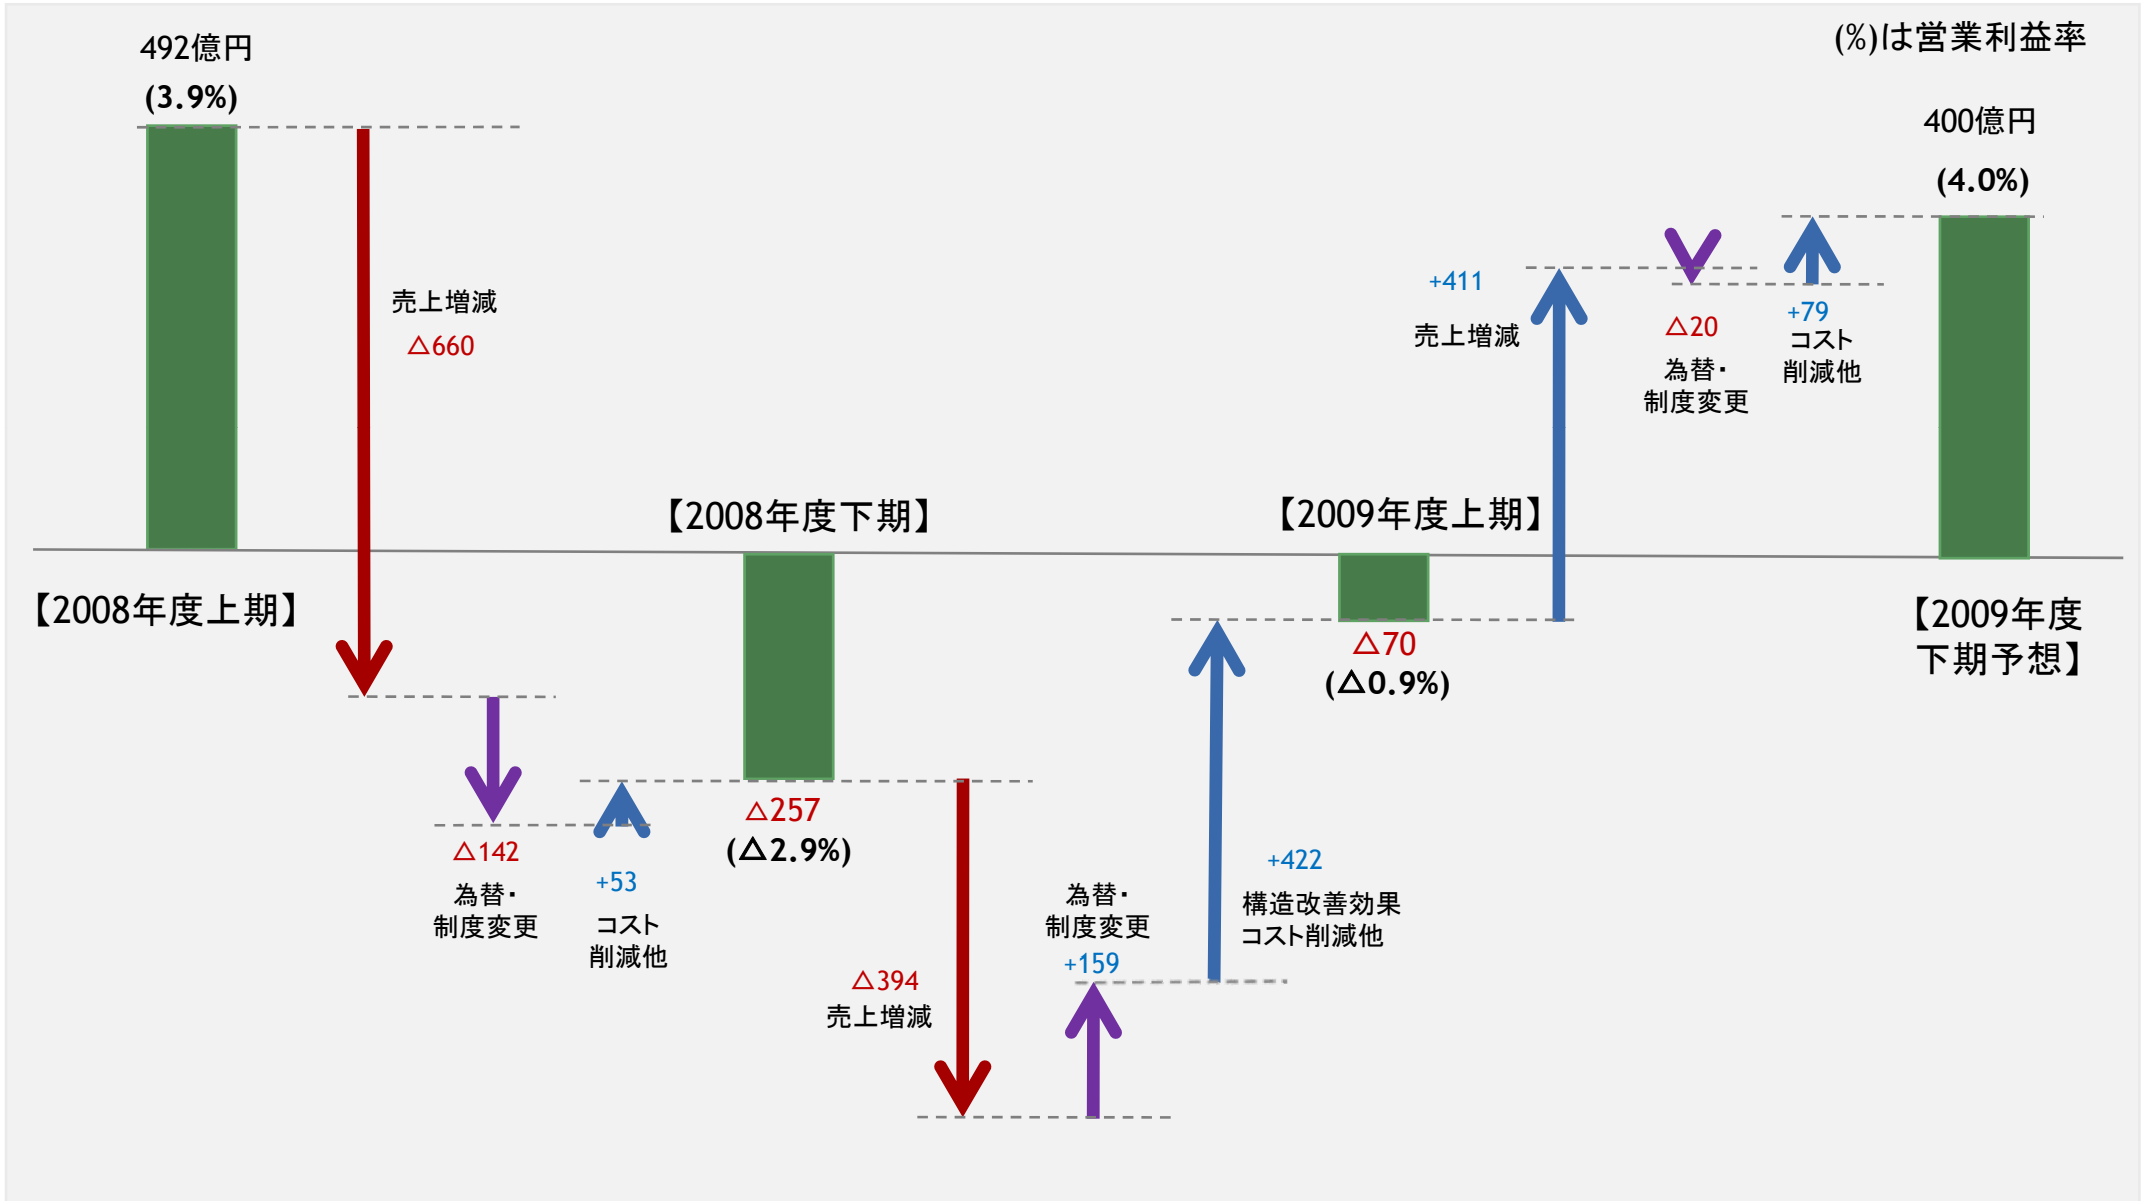 (%)は営業利益率
492億円
(3.9%)
売上増減
△660
【2008年度上期】
△142
為替・
制度変更
+53
コスト
削減他
【2008年度下期】
△257
(△2.9%)
△394
売上増減
為替・
制度変更
+159
+422
構造改善効果
コスト削減他
【2009年度上期】
△70
(△0.9%)
+411
売上増減
△20
為替・
制度変更
+79
コスト
削減他
400億円
(4.0%)
【2009年度
下期予想】